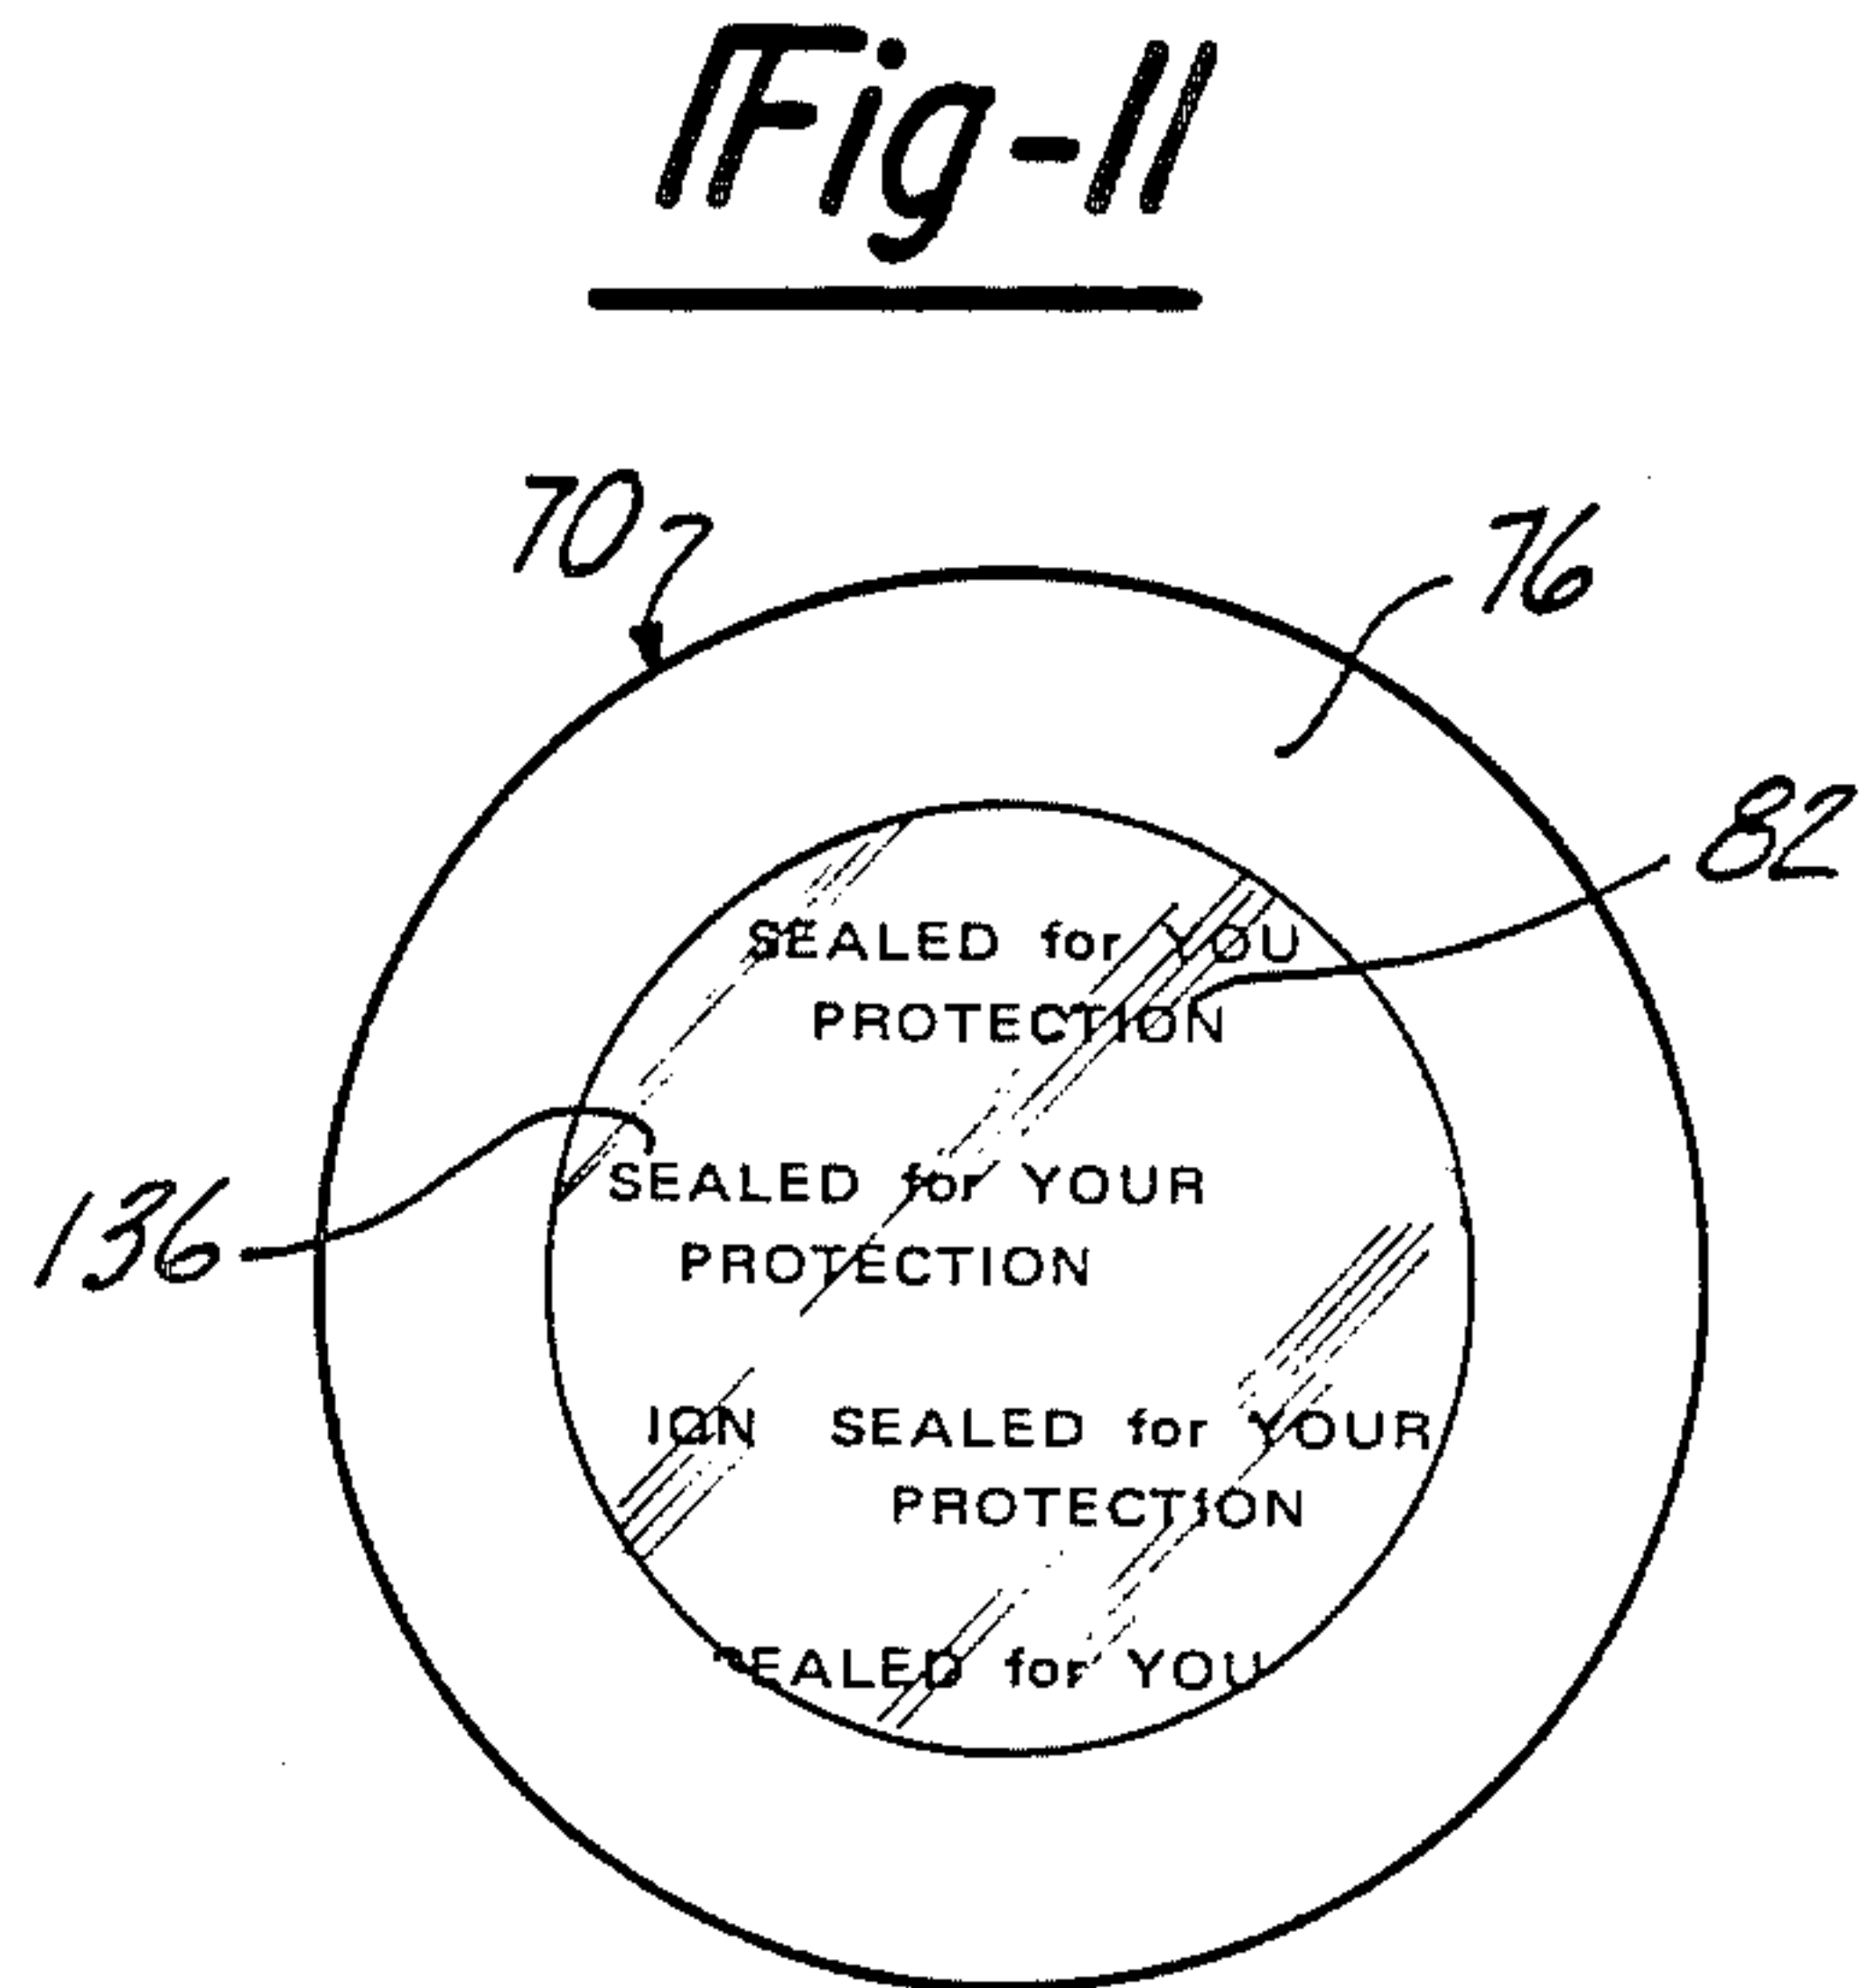 Fig-11
70
76
82
SEALED for YOU
PROTECTION
136
SEALED for YOUR
PROTECTION
ION SEALED for YOUR
PROTECTION
SEALED for YOU